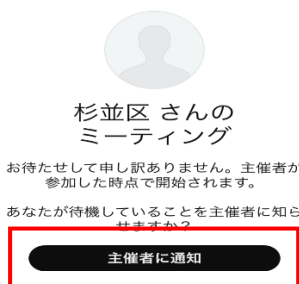 杉並区 さんの
ミーティング
お待たせして申し訳ありません。主催者が
参加した時点で開始されます。
あなたが待機していることを主催者に知ら
せますか?
主催者に通知